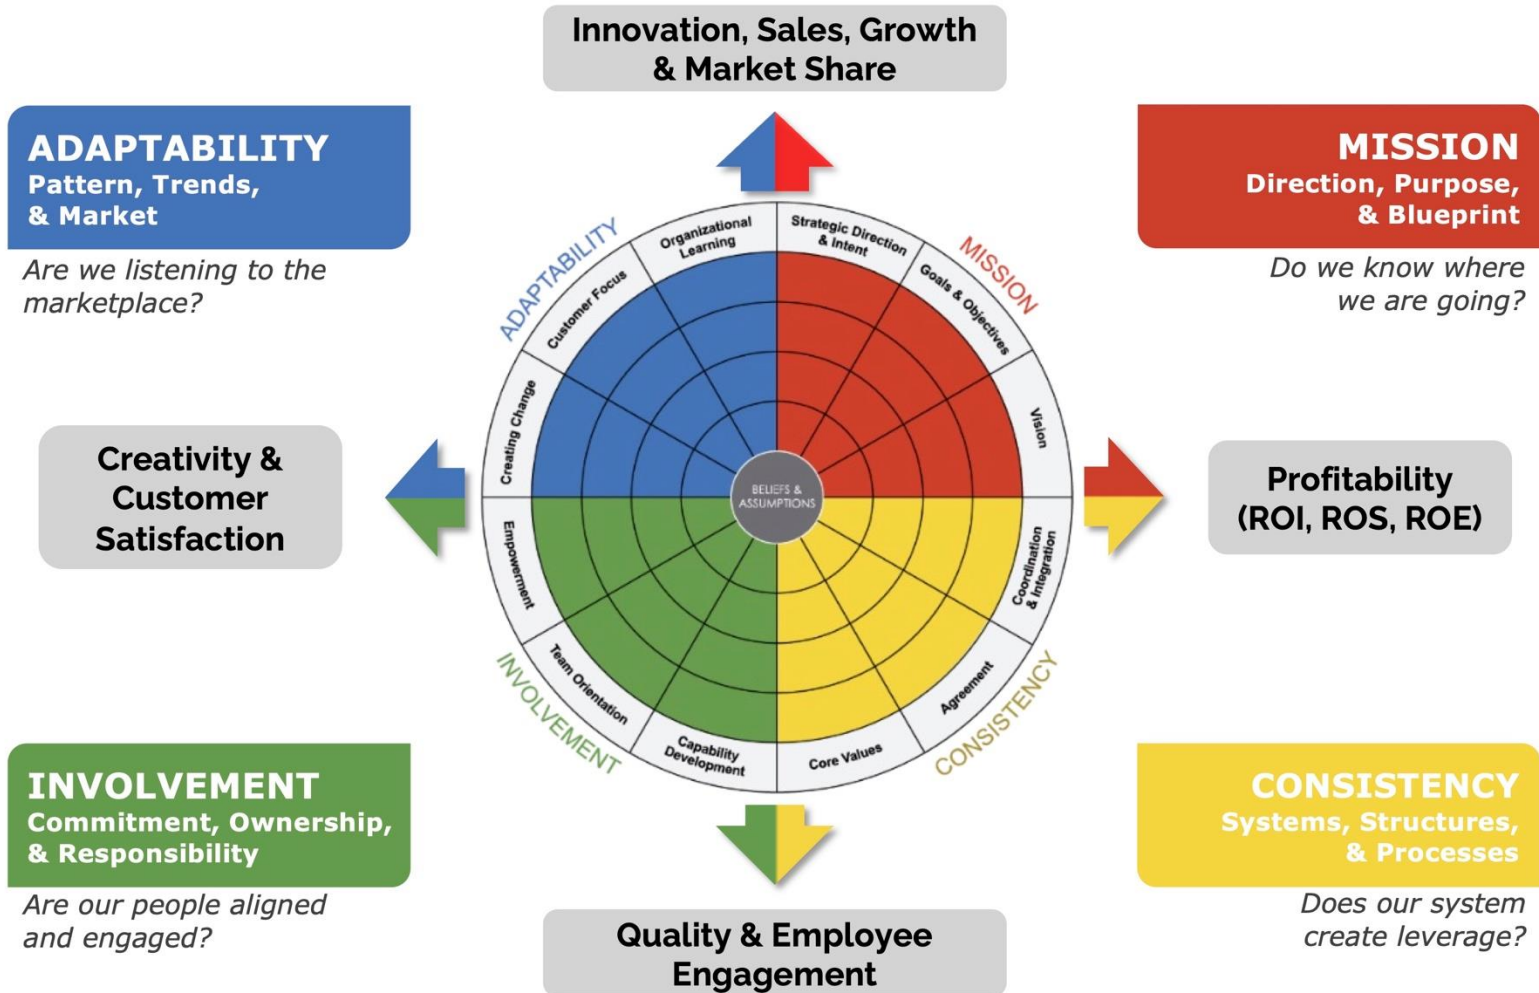 Innovation, Sales, Growth
& Market Share
ADAPTABILITY
Pattern, Trends,
& Market
Are we listening to the
marketplace?
MISSION
Direction, Purpose,
& Blueprint
Do we know where
we are going?
ADAPTABILITY
MISSION
Organizational
Learning
Strategic Direction
& Intent
Customer Focus
Goals & Objectives
Creating Change
Vision
Creativity &
Customer
Satisfaction
BELIEFS &
ASSUMPTIONS
Profitability
(ROI, ROS, ROE)
Empowerment
Coordination
& Integration
Team Orientation
Agreement
Capability
Development
Core Values
INVOLVEMENT
CONSISTENCY
INVOLVEMENT
Commitment, Ownership,
& Responsibility
Are our people aligned
and engaged?
CONSISTENCY
Systems, Structures,
& Processes
Does our system
create leverage?
Quality & Employee
Engagement